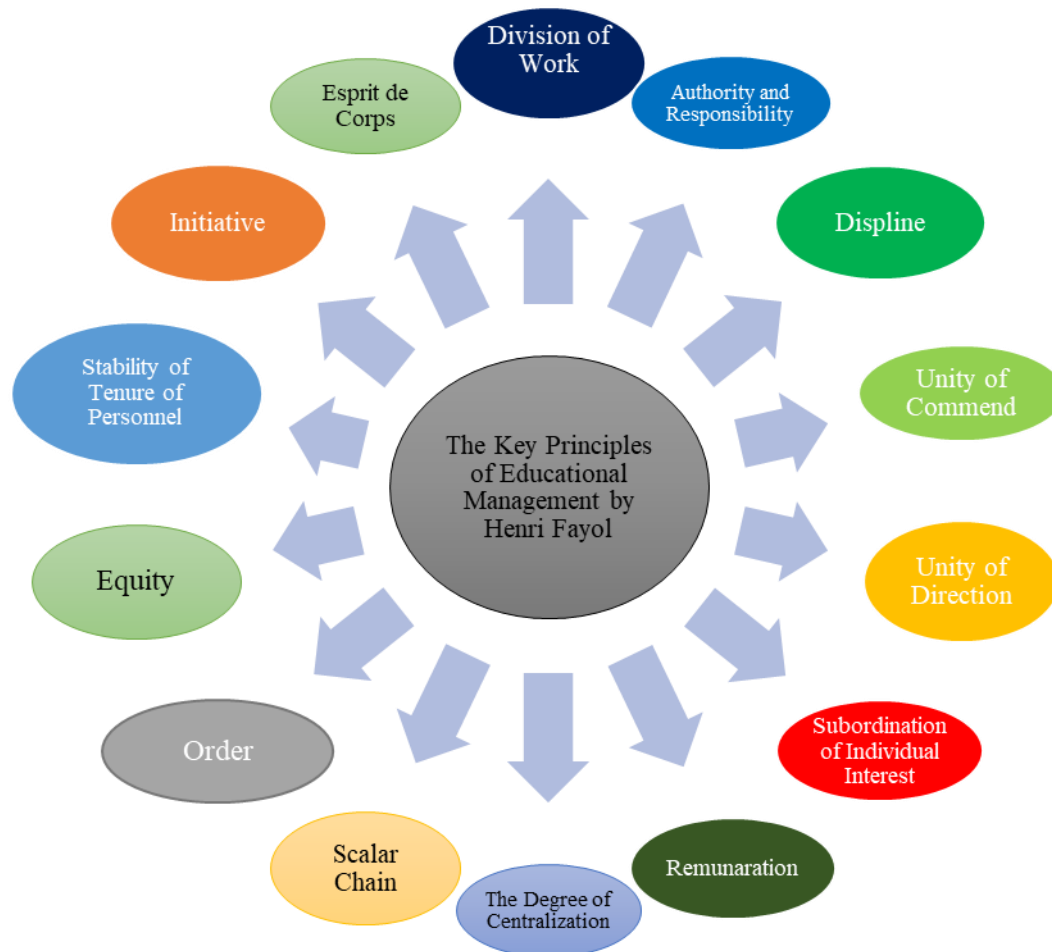 Division of
Work
Authority and
Responsibility
Displine
Unity of
Commend
Unity of
Direction
Subordination
of Individual
Interest
Remunaration
The Degree of
Centralization
Scalar
Chain
Order
Equity
Stability of
Tenure of
Personnel
Initiative
Esprit de
Corps
The Key Principles
of Educational
Management by
Henri Fayol